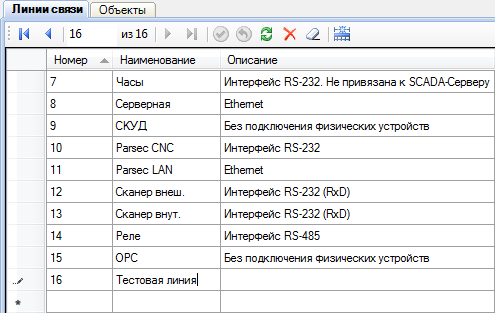 Линии связи Объекты
16 из 16
Номер Наименование Описание
7 Часы Интерфейс RS-232. Не привязана к SCADA-Серверу
8 Серверная Ethernet
9 СКУД Без подключения физических устройств
10 Parsec CNC Интерфейс RS-232
11 Parsec LAN Ethernet
12 Сканер внеш. Интерфейс RS-232 (RxD)
13 Сканер внут. Интерфейс RS-232 (RxD)
14 Реле Интерфейс RS-485
15 OPC Без подключения физических устройств
16 Тестовая линия